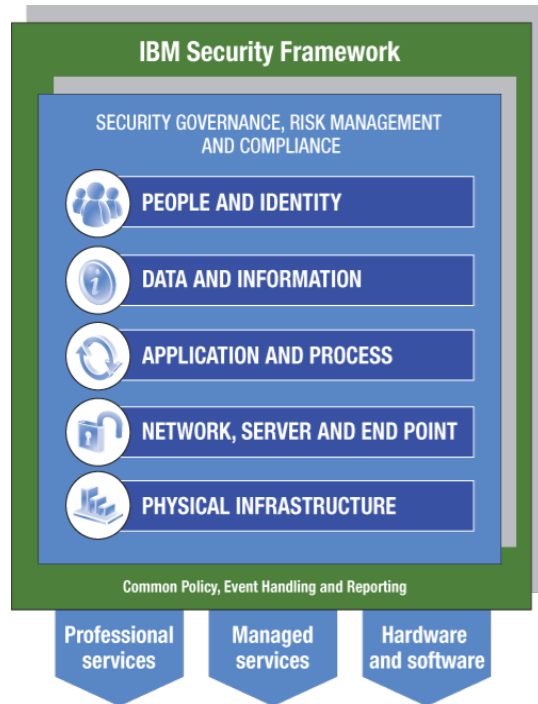 IBM Security Framework
SECURITY GOVERNANCE, RISK MANAGEMENT
AND COMPLIANCE
PEOPLE AND IDENTITY
DATA AND INFORMATION
APPLICATION AND PROCESS
NETWORK, SERVER AND END POINT
PHYSICAL INFRASTRUCTURE
Common Policy, Event Handling and Reporting
Professional
services
Managed
services
Hardware
and software